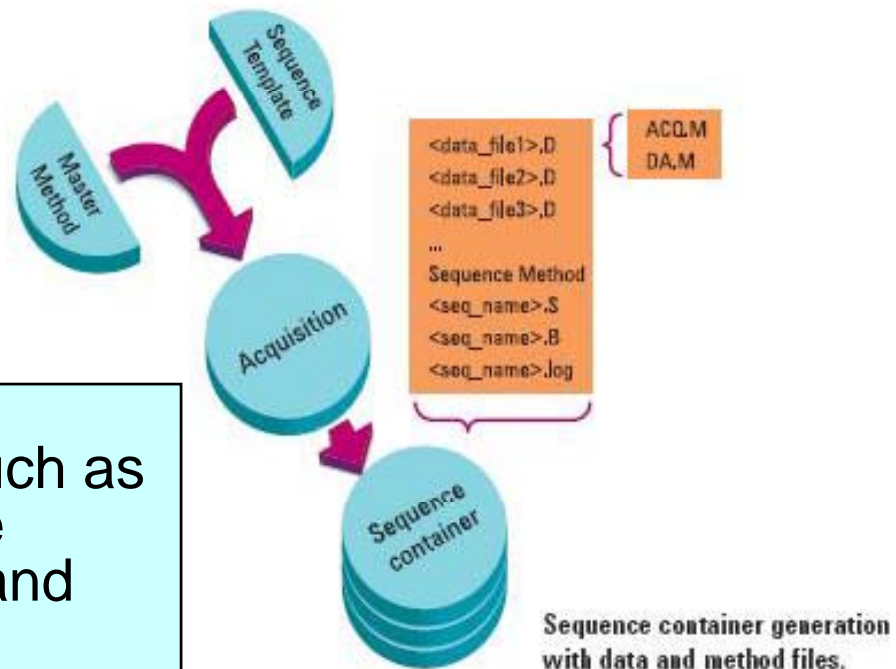 Sequence
Template
Master
Method
<data_file1>.D
<data_file2>.D
<data_file3>.D
...
Sequence Method
<seq_name>.S
<seq_name>.B
<seq_name>.log
ACQ.M
DA.M
Acquisition
uch as
e
and
Sequence
container
Sequence container generation
with data and method files.